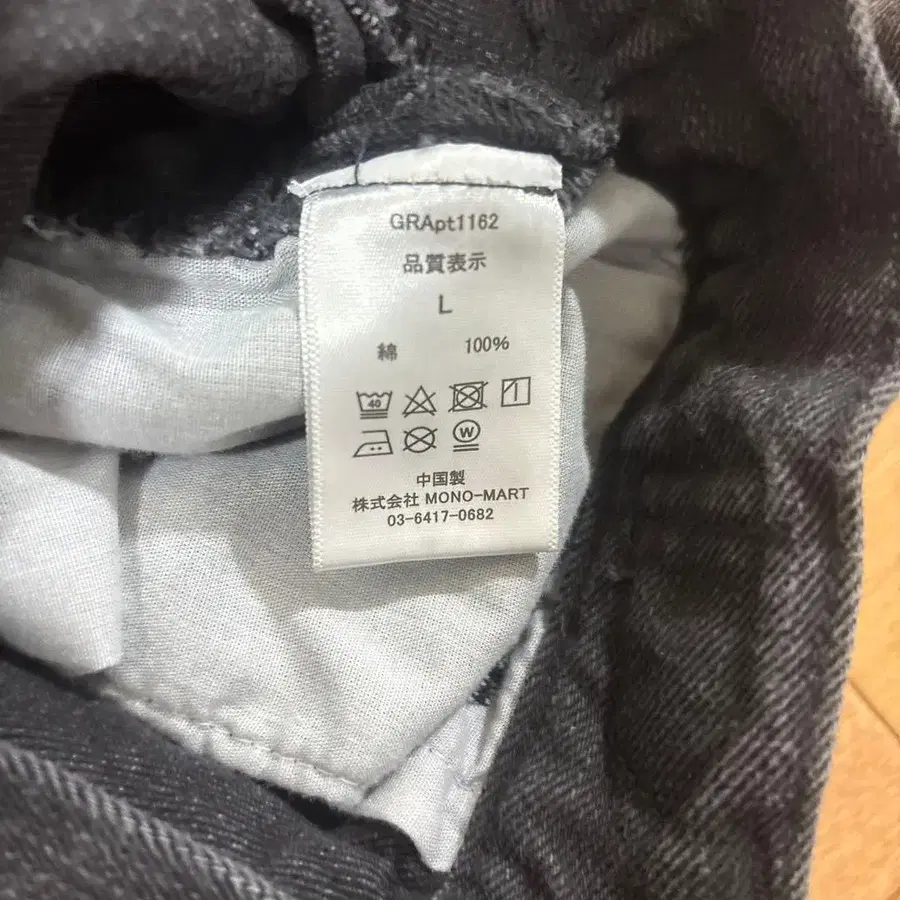 GRApt1162
品質表示
L
綿 100%
40
W
中国製
株式会社 MONO-MART
03-6417-0682